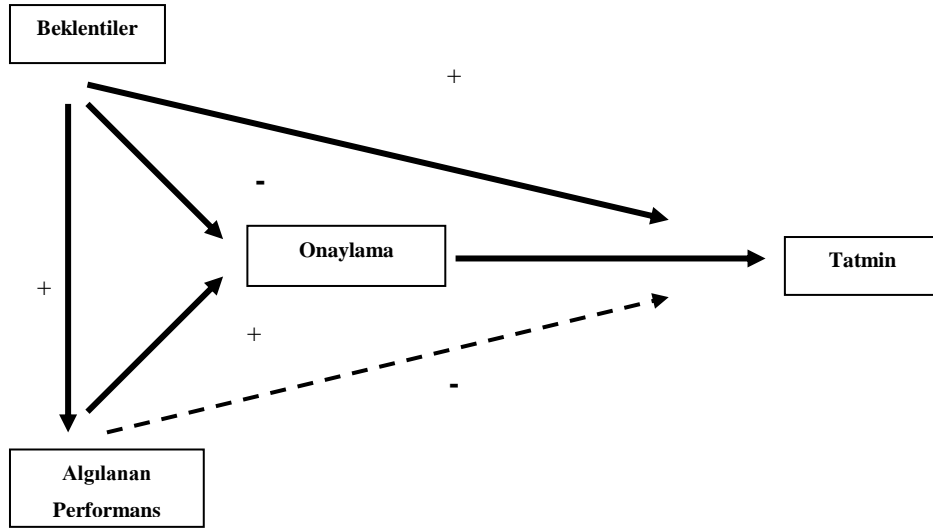 Beklentiler
+
-
Onaylama
Tatmin
+
+
-
Algılanan
Performans